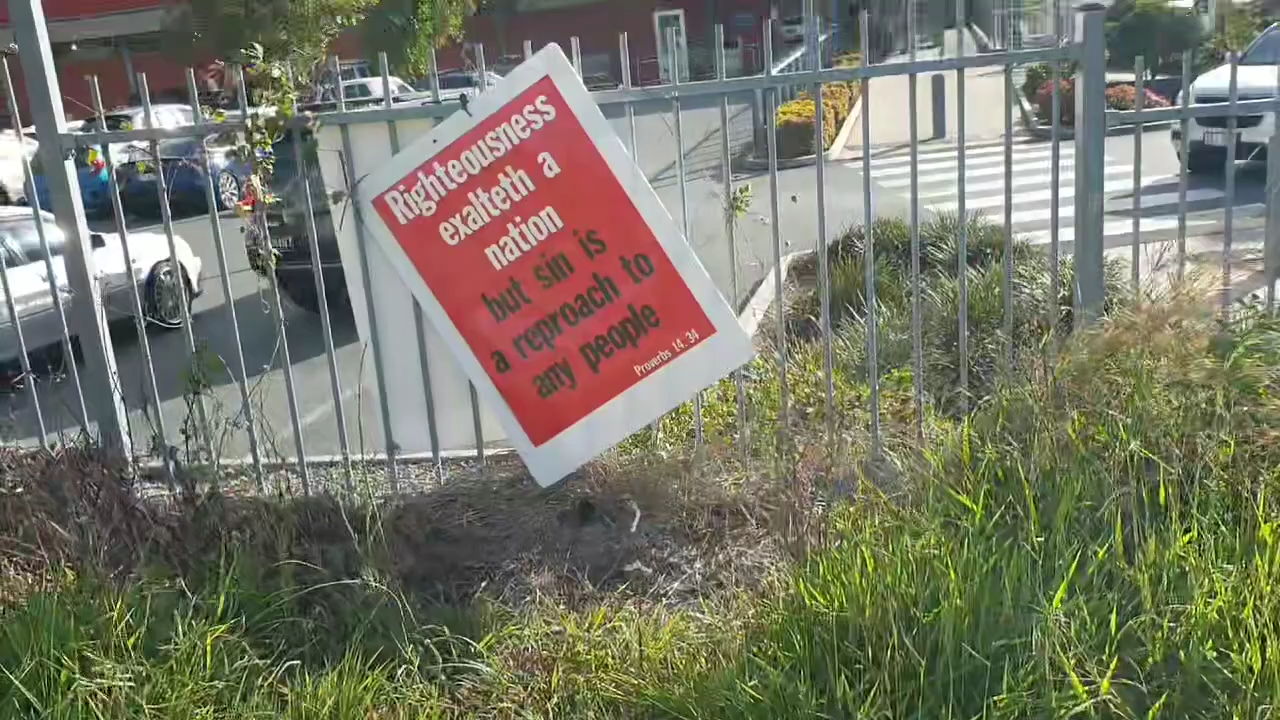 Righteousness
exalteth a
nation
but sin is
a reproach to
any people
Proverbs 14. 34